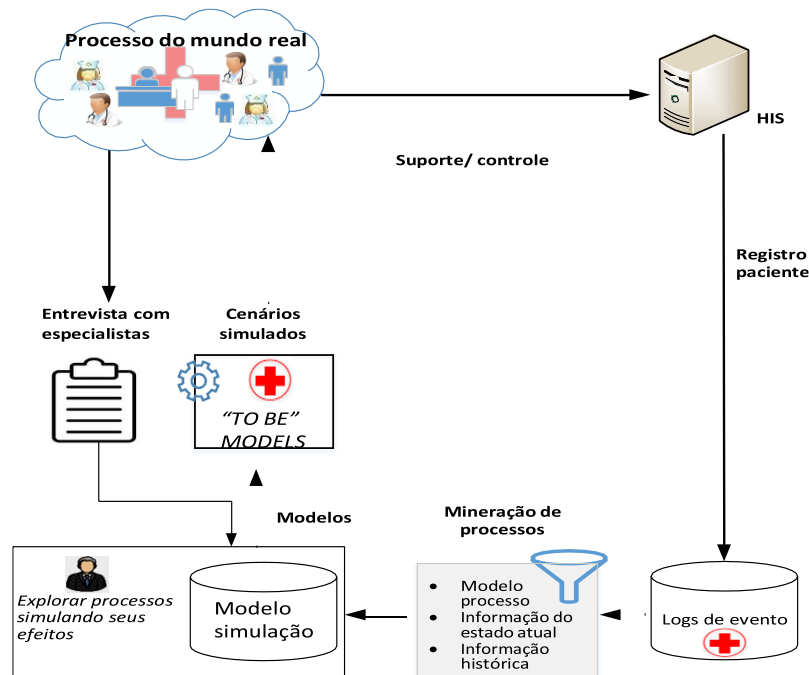 Processo do mundo real
HIS
Suporte/ controle
Registro
paciente
Entrevista com
especialistas
Cenários
simulados
“TO BE”
MODELS
Modelos
Mineração de
processos
Explorar processos
simulando seus
efeitos
Modelo
simulação
• Modelo
processo
• Informação do
estado atual
• Informação
histórica
Logs de evento